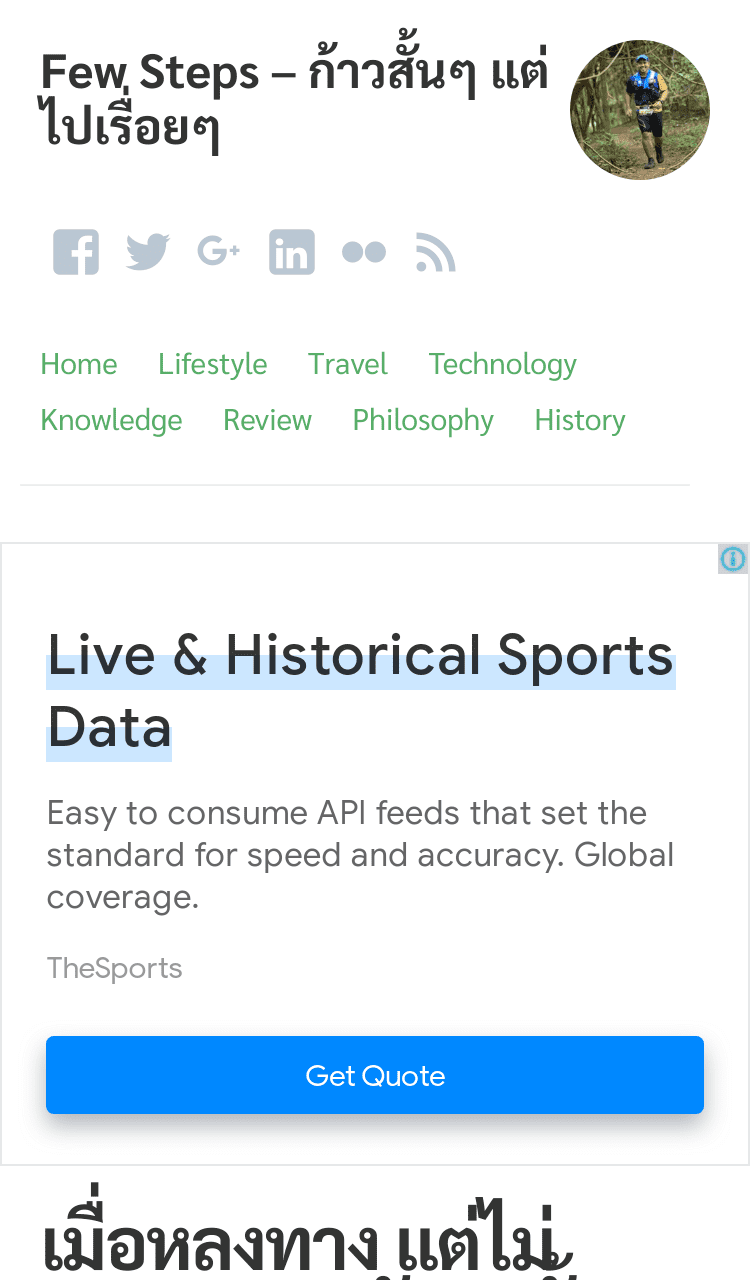 Few Steps – ก้าวสั้นๆ แต่
ไปเรื่อยๆ
Home Lifestyle Travel Technology
Knowledge Review Philosophy History
Live & Historical Sports
Data
Easy to consume API feeds that set the
standard for speed and accuracy. Global
coverage.
TheSports
Get Quote
เมื่อหลงทาง แต่ไม่